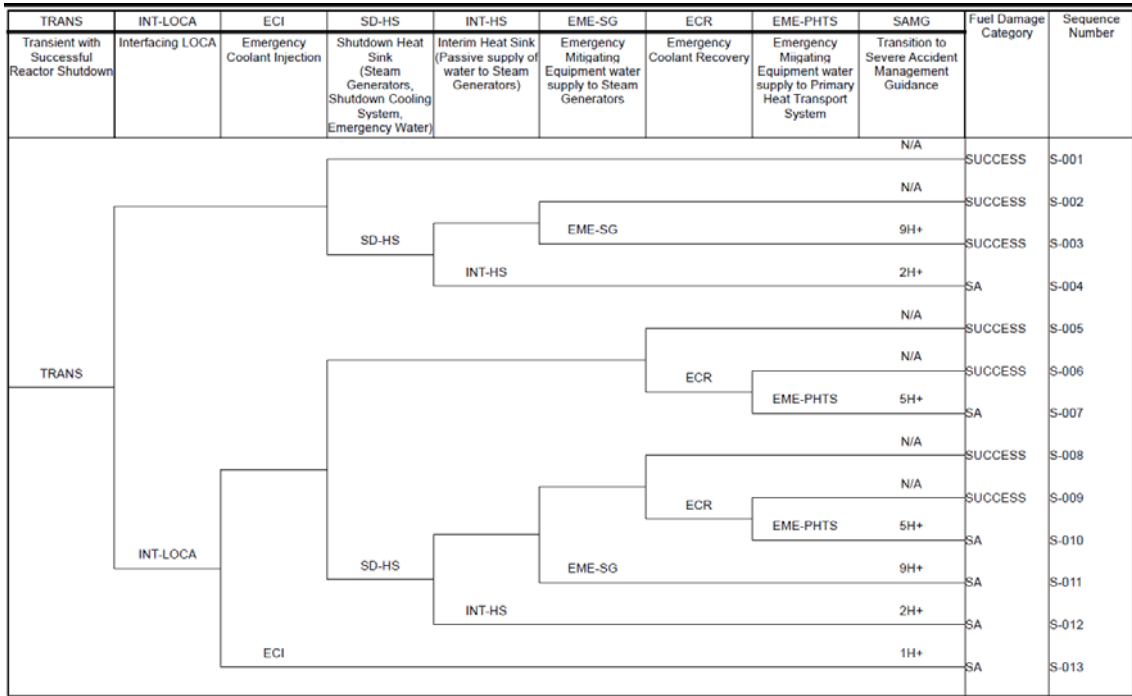 TRANS INT-LOCA ECI SD-HS INT-HS EME-SG ECR EME-PHTS SAMG Fuel Damage Category Sequence Number
Transient with
Successful
Reactor Shutdown
Interfacing LOCA
Emergency
Coolant Injection
Shutdown Heat
Sink
(Steam
Generators,
Shutdown Cooling
System,
Emergency Water)
Interim Heat Sink
(Passive supply of
water to Steam
Generators)
Emergency
Mitigating
Equipment water
supply to Steam
Generators
Emergency
Coolant Recovery
Emergency
Miigating
Equipment water
supply to Primary
Heat Transport
System
Transition to
Severe Accident
Management
Guidance
N/A
SUCCESS S-001
N/A
SUCCESS S-002
SD-HS EME-SG 9H+
SUCCESS S-003
INT-HS 2H+
SA S-004
N/A
SUCCESS S-005
N/A
TRANS ECR SUCCESS S-006
EME-PHTS 5H+
SA S-007
N/A
SUCCESS S-008
N/A
ECR SUCCESS S-009
EME-PHTS 5H+
INT-LOCA SA S-010
SD-HS EME-SG 9H+
SA S-011
INT-HS 2H+
SA S-012
ECI 1H+
SA S-013